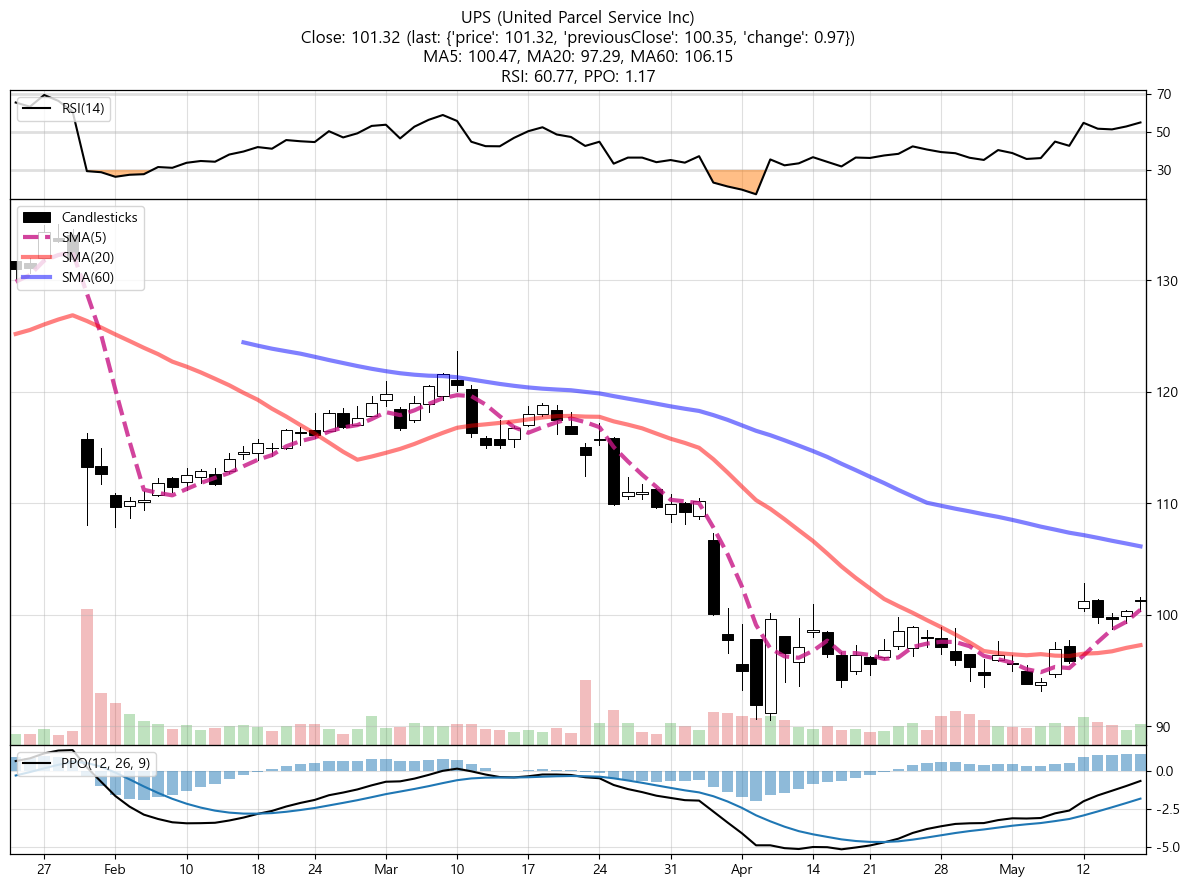 UPS (United Parcel Service Inc)
Close: 101.32 (last: {'price': 101.32, 'previousClose': 100.35, 'change': 0.97})
MA5: 100.47, MA20: 97.29, MA60: 106.15
RSI: 60.77, PPO: 1.17
RSI(14)
70
50
30
Candlesticks
SMA(5)
SMA(20)
SMA(60)
130
120
110
100
90
PPO(12, 26, 9)
0.0
-2.5
-5.0
27 Feb 10 18 24 Mar 10 17 24 31 Apr 14 21 28 May 12